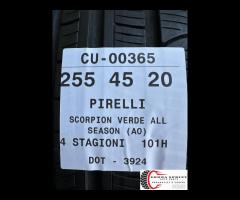 CU-00365
255 45 20
PIRELLI
SCORPION VERDE ALL
SEASON (AO)
4 STAGIONI 101H
DOT - 3924